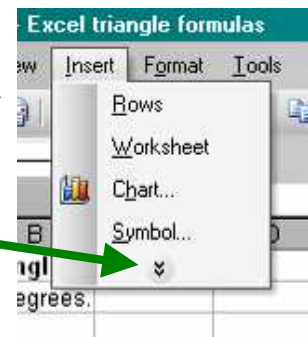 - Excel triangle formulas
ew Insert Format Tools
Rows
Worksheet
Chart...
Symbol...
B D
ngl
egrees.